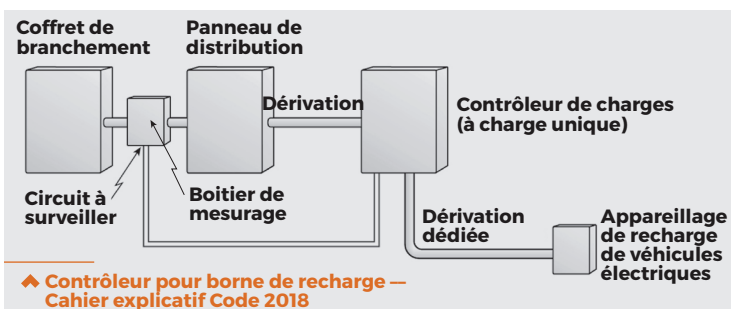 Coffret de
branchement
Panneau de
distribution
Dérivation
Contrôleur de charges
(à charge unique)
Circuit à
surveiller
Boitier de
mesurage
Dérivation
dédiée
Appareillage
de recharge
de véhicules
électriques
Contrôleur pour borne de recharge —
Cahier explicatif Code 2018